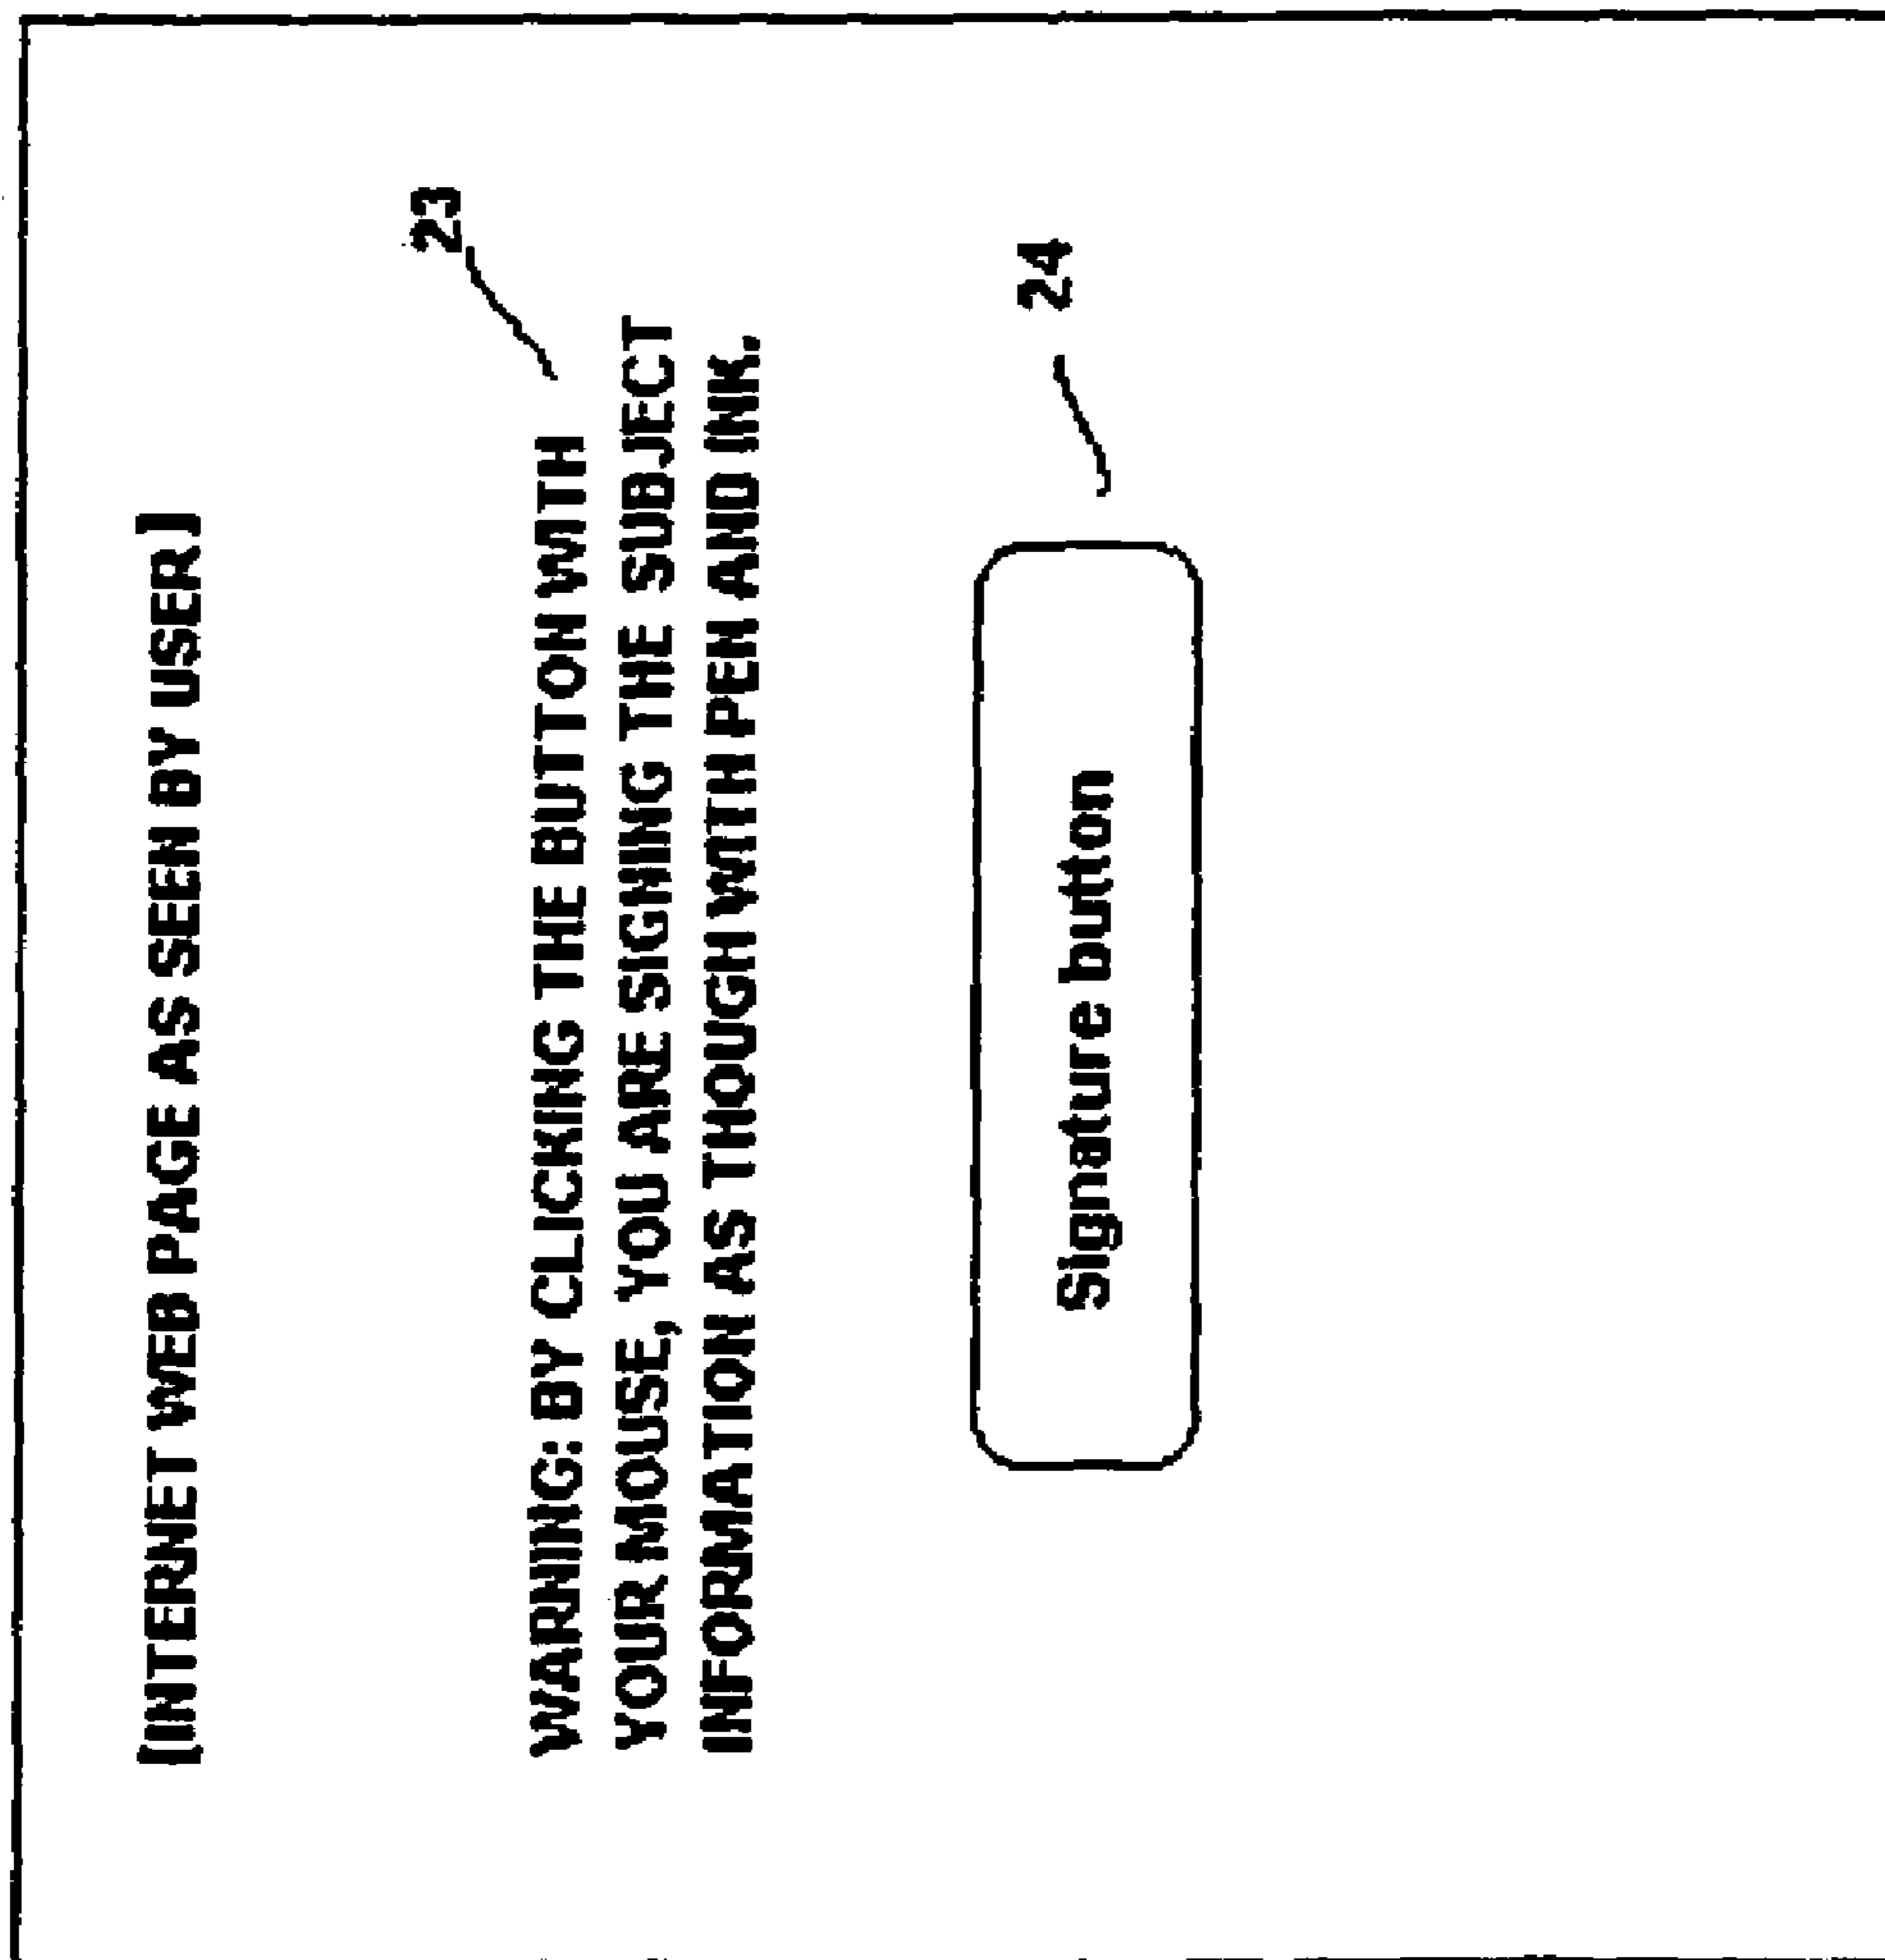 [INTERNET WEB PAGE AS SEEN BY USER]
23
WARNING: BY CLICKING THE BUTTON WITH
YOUR MOUSE, YOU ARE SIGNING THE SUBJECT
INFORMATION AS THOUGH WITH PEN AND INK.
24
Signature button